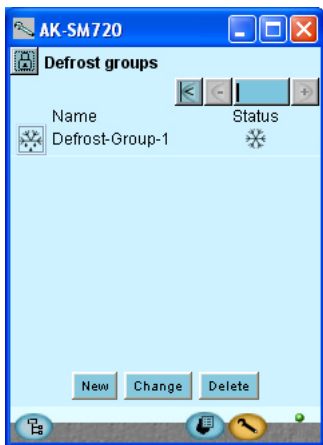 AK-SM720
Defrost groups
Name Status
Defrost-Group-1
New Change Delete